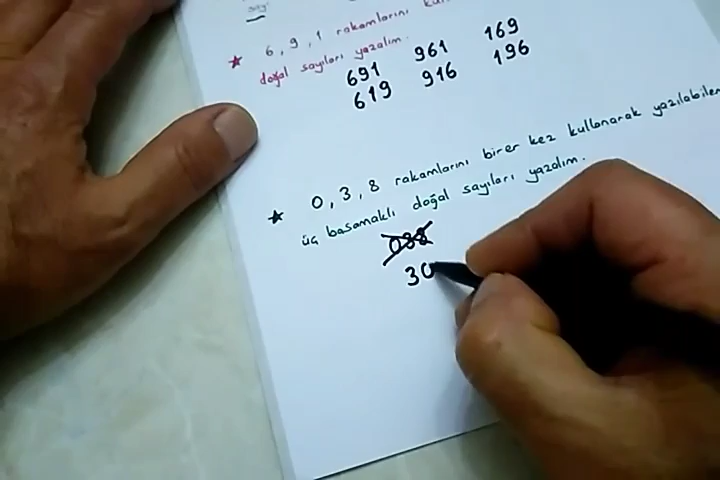 sayı
★ 6, 9, 1 rakamlarını
doğal sayıları yazalım.
691 961 169
619 916 196
★ 0, 3, 8 rakamlarını birer kez kullanarak yazılabilen
üç basamaklı doğal sayıları yazalım.
038
30